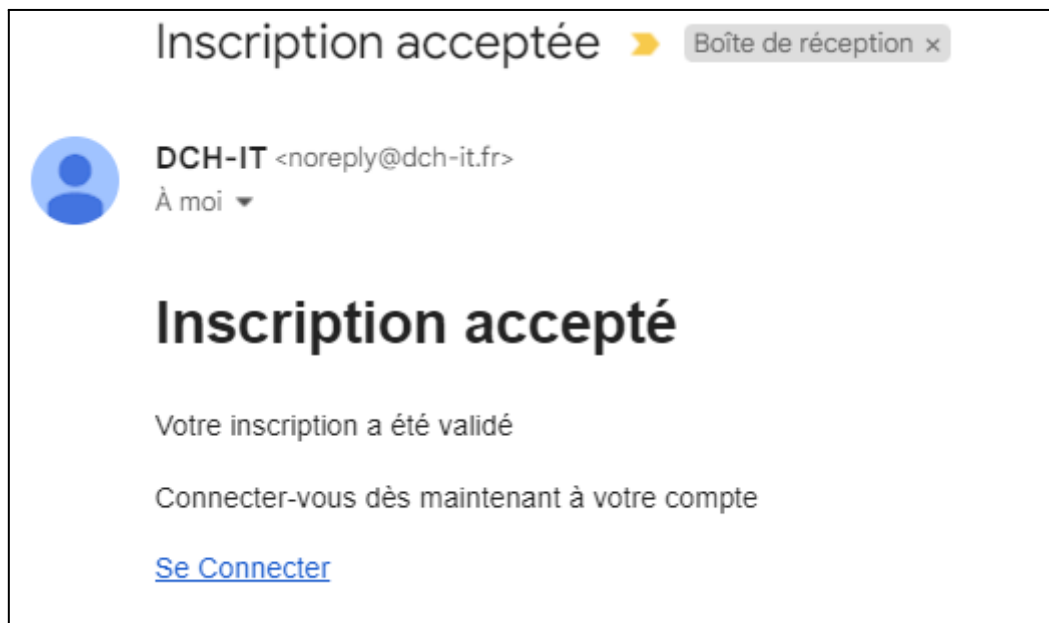 Inscription acceptée Boîte de réception ×
DCH-IT <noreply@dch-it.fr>
À moi
Inscription accepté
Votre inscription a été validé
Connecter-vous dès maintenant à votre compte
Se Connecter